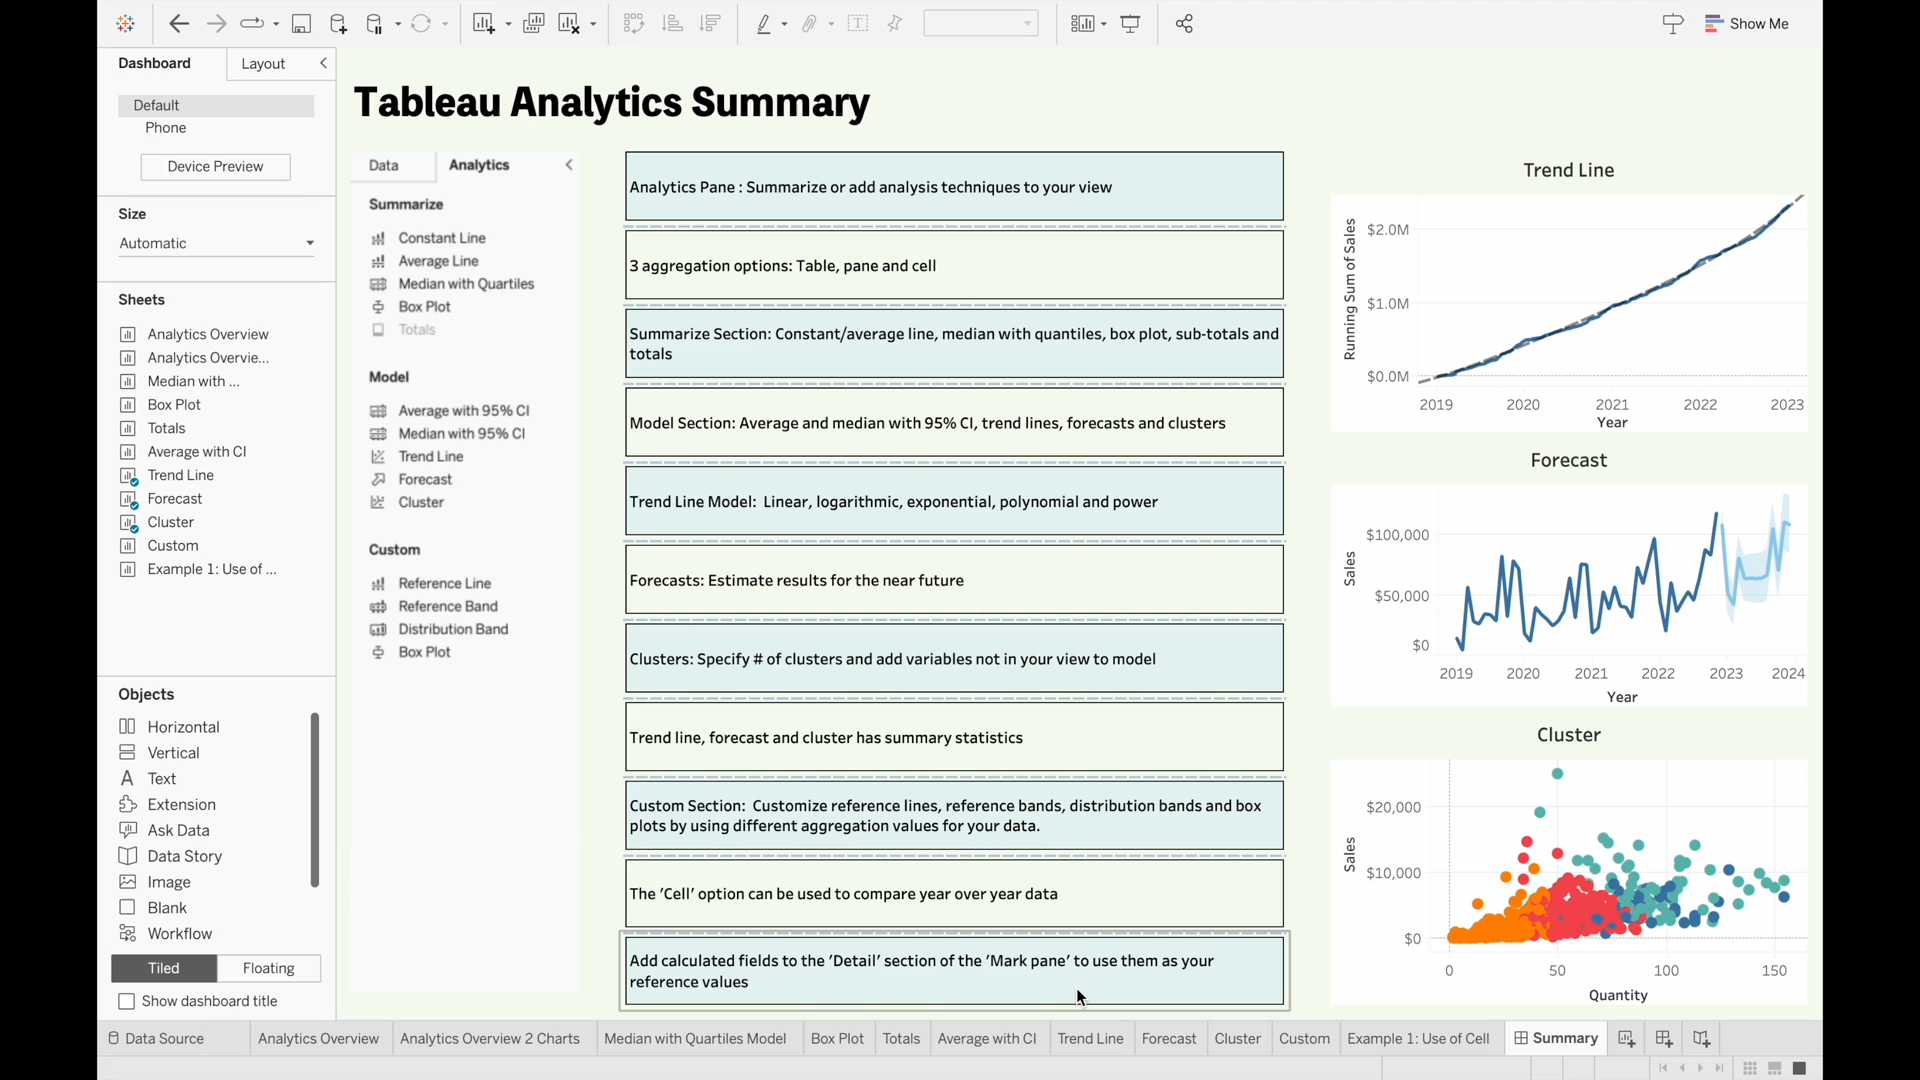 Show Me
Dashboard
Layout
Default
Phone
Device Preview
Size
Automatic
Sheets
Analytics Overview
Analytics Overvie...
Median with ...
Box Plot
Totals
Average with CI
Trend Line
Forecast
Cluster
Custom
Example 1: Use of ...
Objects
Horizontal
Vertical
Text
Extension
Ask Data
Data Story
Image
Blank
Workflow
Tiled
Floating
Show dashboard title
Tableau Analytics Summary
Data
Analytics
Summarize
Constant Line
Average Line
Median with Quartiles
Box Plot
Totals
Model
Average with 95% CI
Median with 95% CI
Trend Line
Forecast
Cluster
Custom
Reference Line
Reference Band
Distribution Band
Box Plot
Analytics Pane : Summarize or add analysis techniques to your view
3 aggregation options: Table, pane and cell
Summarize Section: Constant/average line, median with quantiles, box plot, sub-totals and
totals
Model Section: Average and median with 95% CI, trend lines, forecasts and clusters
Trend Line Model:  Linear, logarithmic, exponential, polynomial and power
Forecasts: Estimate results for the near future
Clusters: Specify # of clusters and add variables not in your view to model
Trend line, forecast and cluster has summary statistics
Custom Section:  Customize reference lines, reference bands, distribution bands and box
plots by using different aggregation values for your data.
The 'Cell' option can be used to compare year over year data
Add calculated fields to the 'Detail' section of the 'Mark pane' to use them as your
reference values
Trend Line
Running Sum of Sales
$2.0M
$1.0M
$0.0M
2019 2020 2021 2022 2023
Year
Forecast
Sales
$100,000
$50,000
$0
2019 2020 2021 2022 2023 2024
Year
Cluster
Sales
$20,000
$10,000
$0
0 50 100 150
Quantity
Data Source
Analytics Overview
Analytics Overview 2 Charts
Median with Quartiles Model
Box Plot
Totals
Average with CI
Trend Line
Forecast
Cluster
Custom
Example 1: Use of Cell
Summary